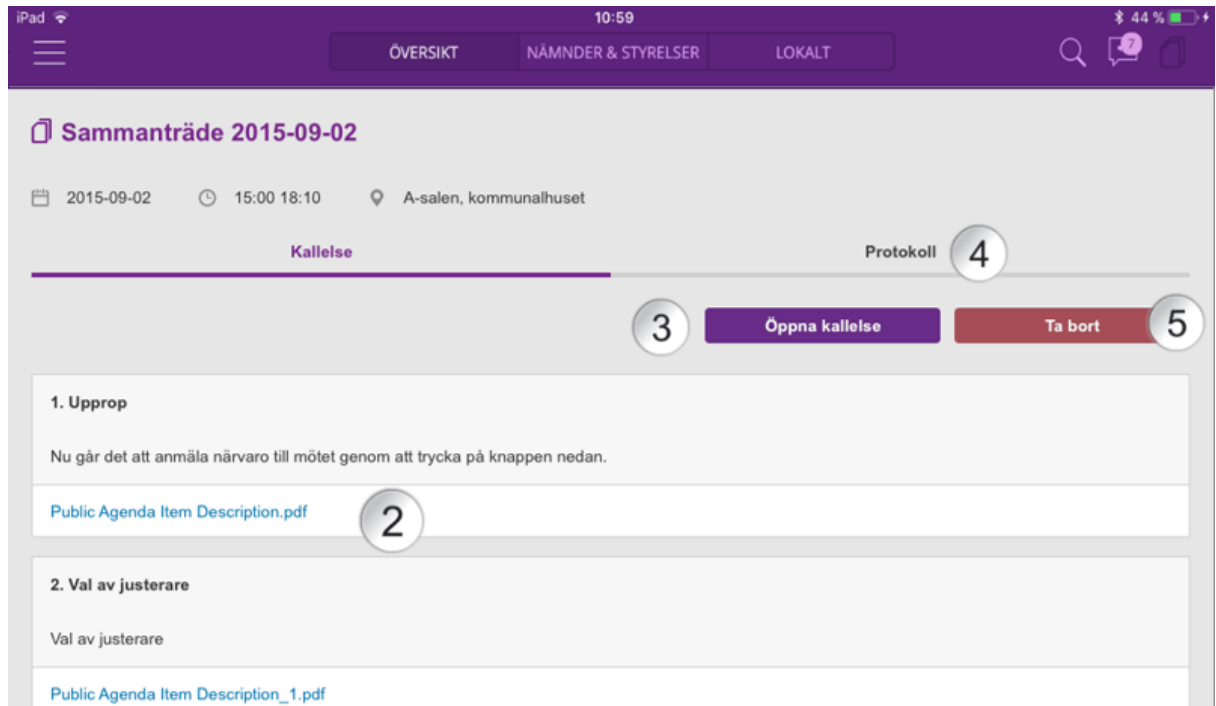 iPad 10:59 44 %
ÖVERSIKT NÄMNDER & STYRELSER LOKALT 7
Sammanträde 2015-09-02
2015-09-02 15:00 18:10 A-salen, kommunalhuset
Kallelse Protokoll 4
3 Öppna kallelse Ta bort 5
1. Upprop
Nu går det att anmäla närvaro till mötet genom att trycka på knappen nedan.
Public Agenda Item Description.pdf 2
2. Val av justerare
Val av justerare
Public Agenda Item Description_1.pdf